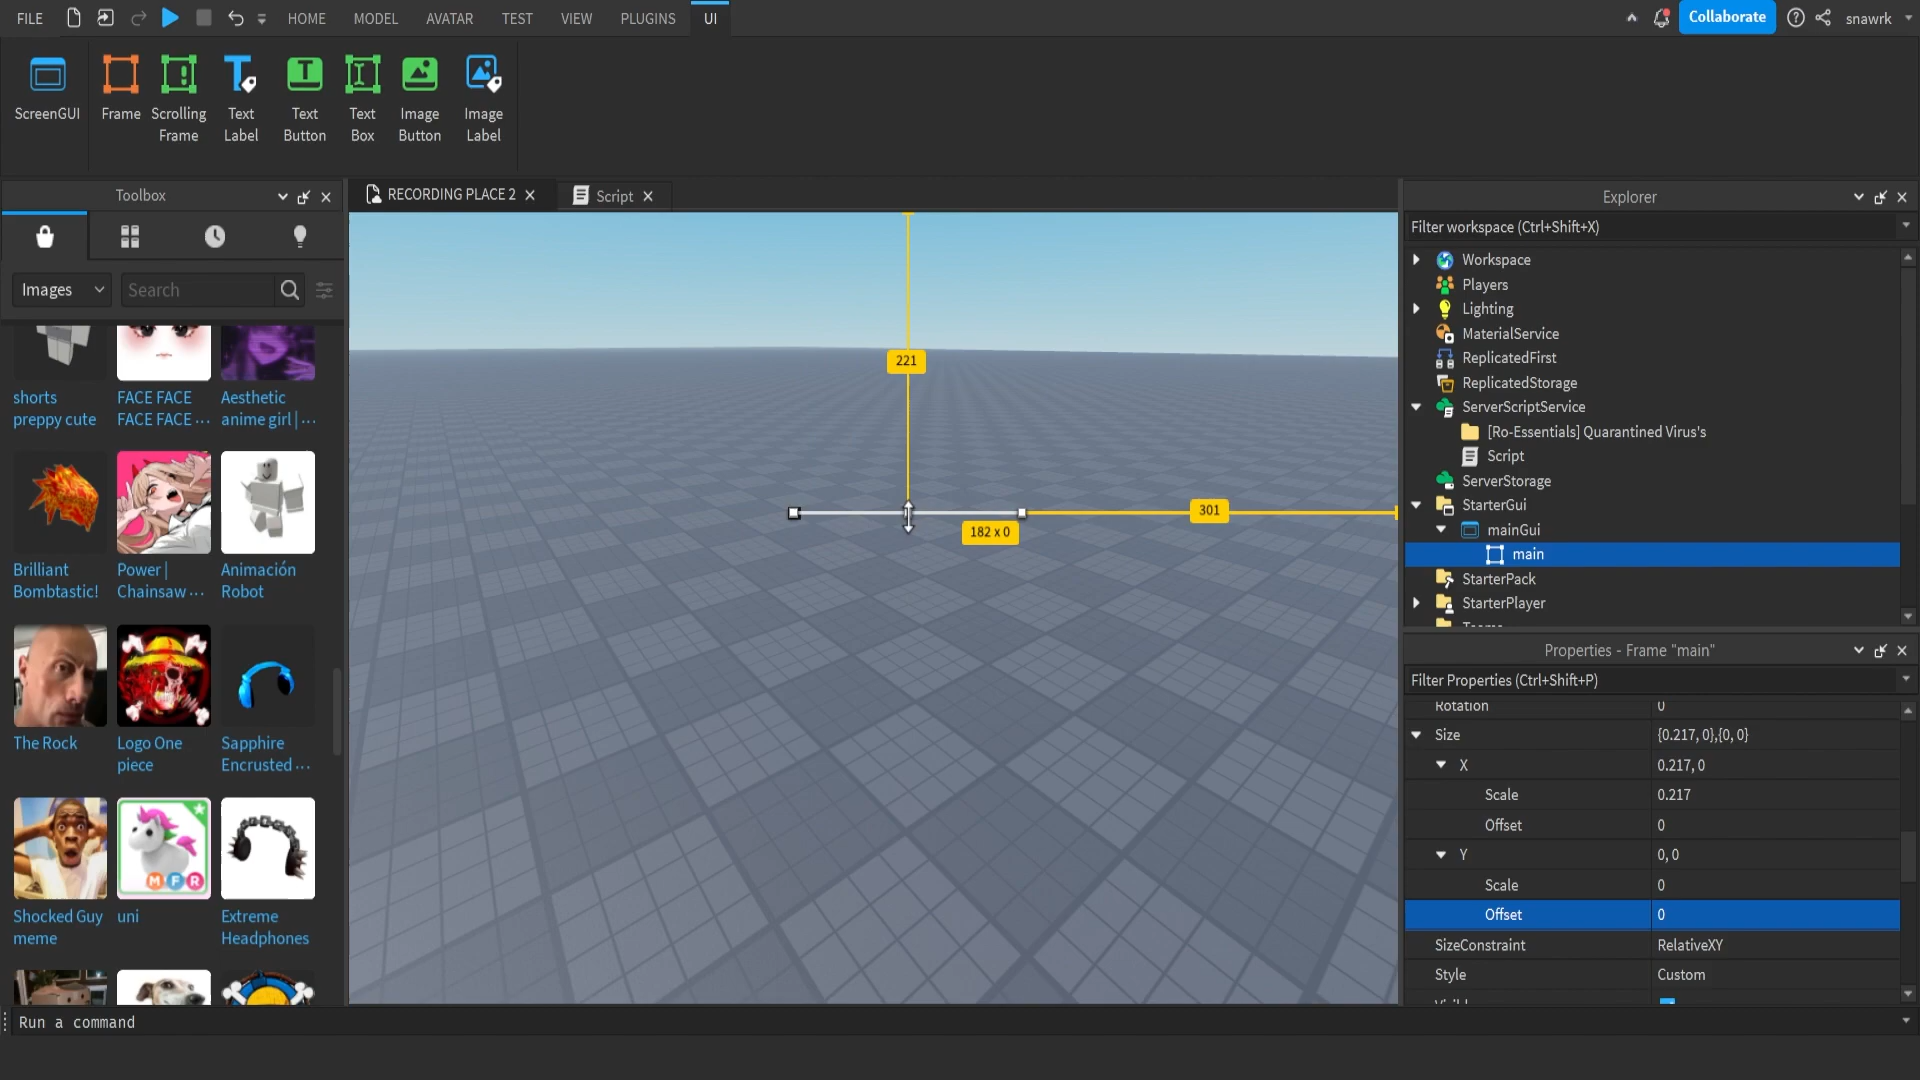 FILE
HOME
MODEL
AVATAR
TEST
VIEW
PLUGINS
UI
Collaborate
snawrk
ScreenGUI
Frame
Scrolling
Frame
Text
Label
Text
Button
Text
Box
Image
Button
Image
Label
Toolbox
Images
Search
shorts
preppy cute
FACE FACE
FACE FACE ...
Aesthetic
anime girl | ...
Brilliant
Bombtastic!
Power |
Chainsaw ...
Animación
Robot
The Rock
Logo One
piece
Sapphire
Encrusted ...
Shocked Guy
meme
uni
MFR
Extreme
Headphones
RECORDING PLACE 2
Script
221
301
182 x 0
Explorer
Filter workspace (Ctrl+Shift+X)
Workspace
Players
Lighting
MaterialService
ReplicatedFirst
ReplicatedStorage
ServerScriptService
[Ro-Essentials] Quarantined Virus's
Script
ServerStorage
StarterGui
mainGui
main
StarterPack
StarterPlayer
Teams
Properties - Frame "main"
Filter Properties (Ctrl+Shift+P)
Rotation 0
Size {0.217, 0},{0, 0}
X 0.217, 0
Scale 0.217
Offset 0
Y 0, 0
Scale 0
Offset 0
SizeConstraint RelativeXY
Style Custom
Visible
Run a command